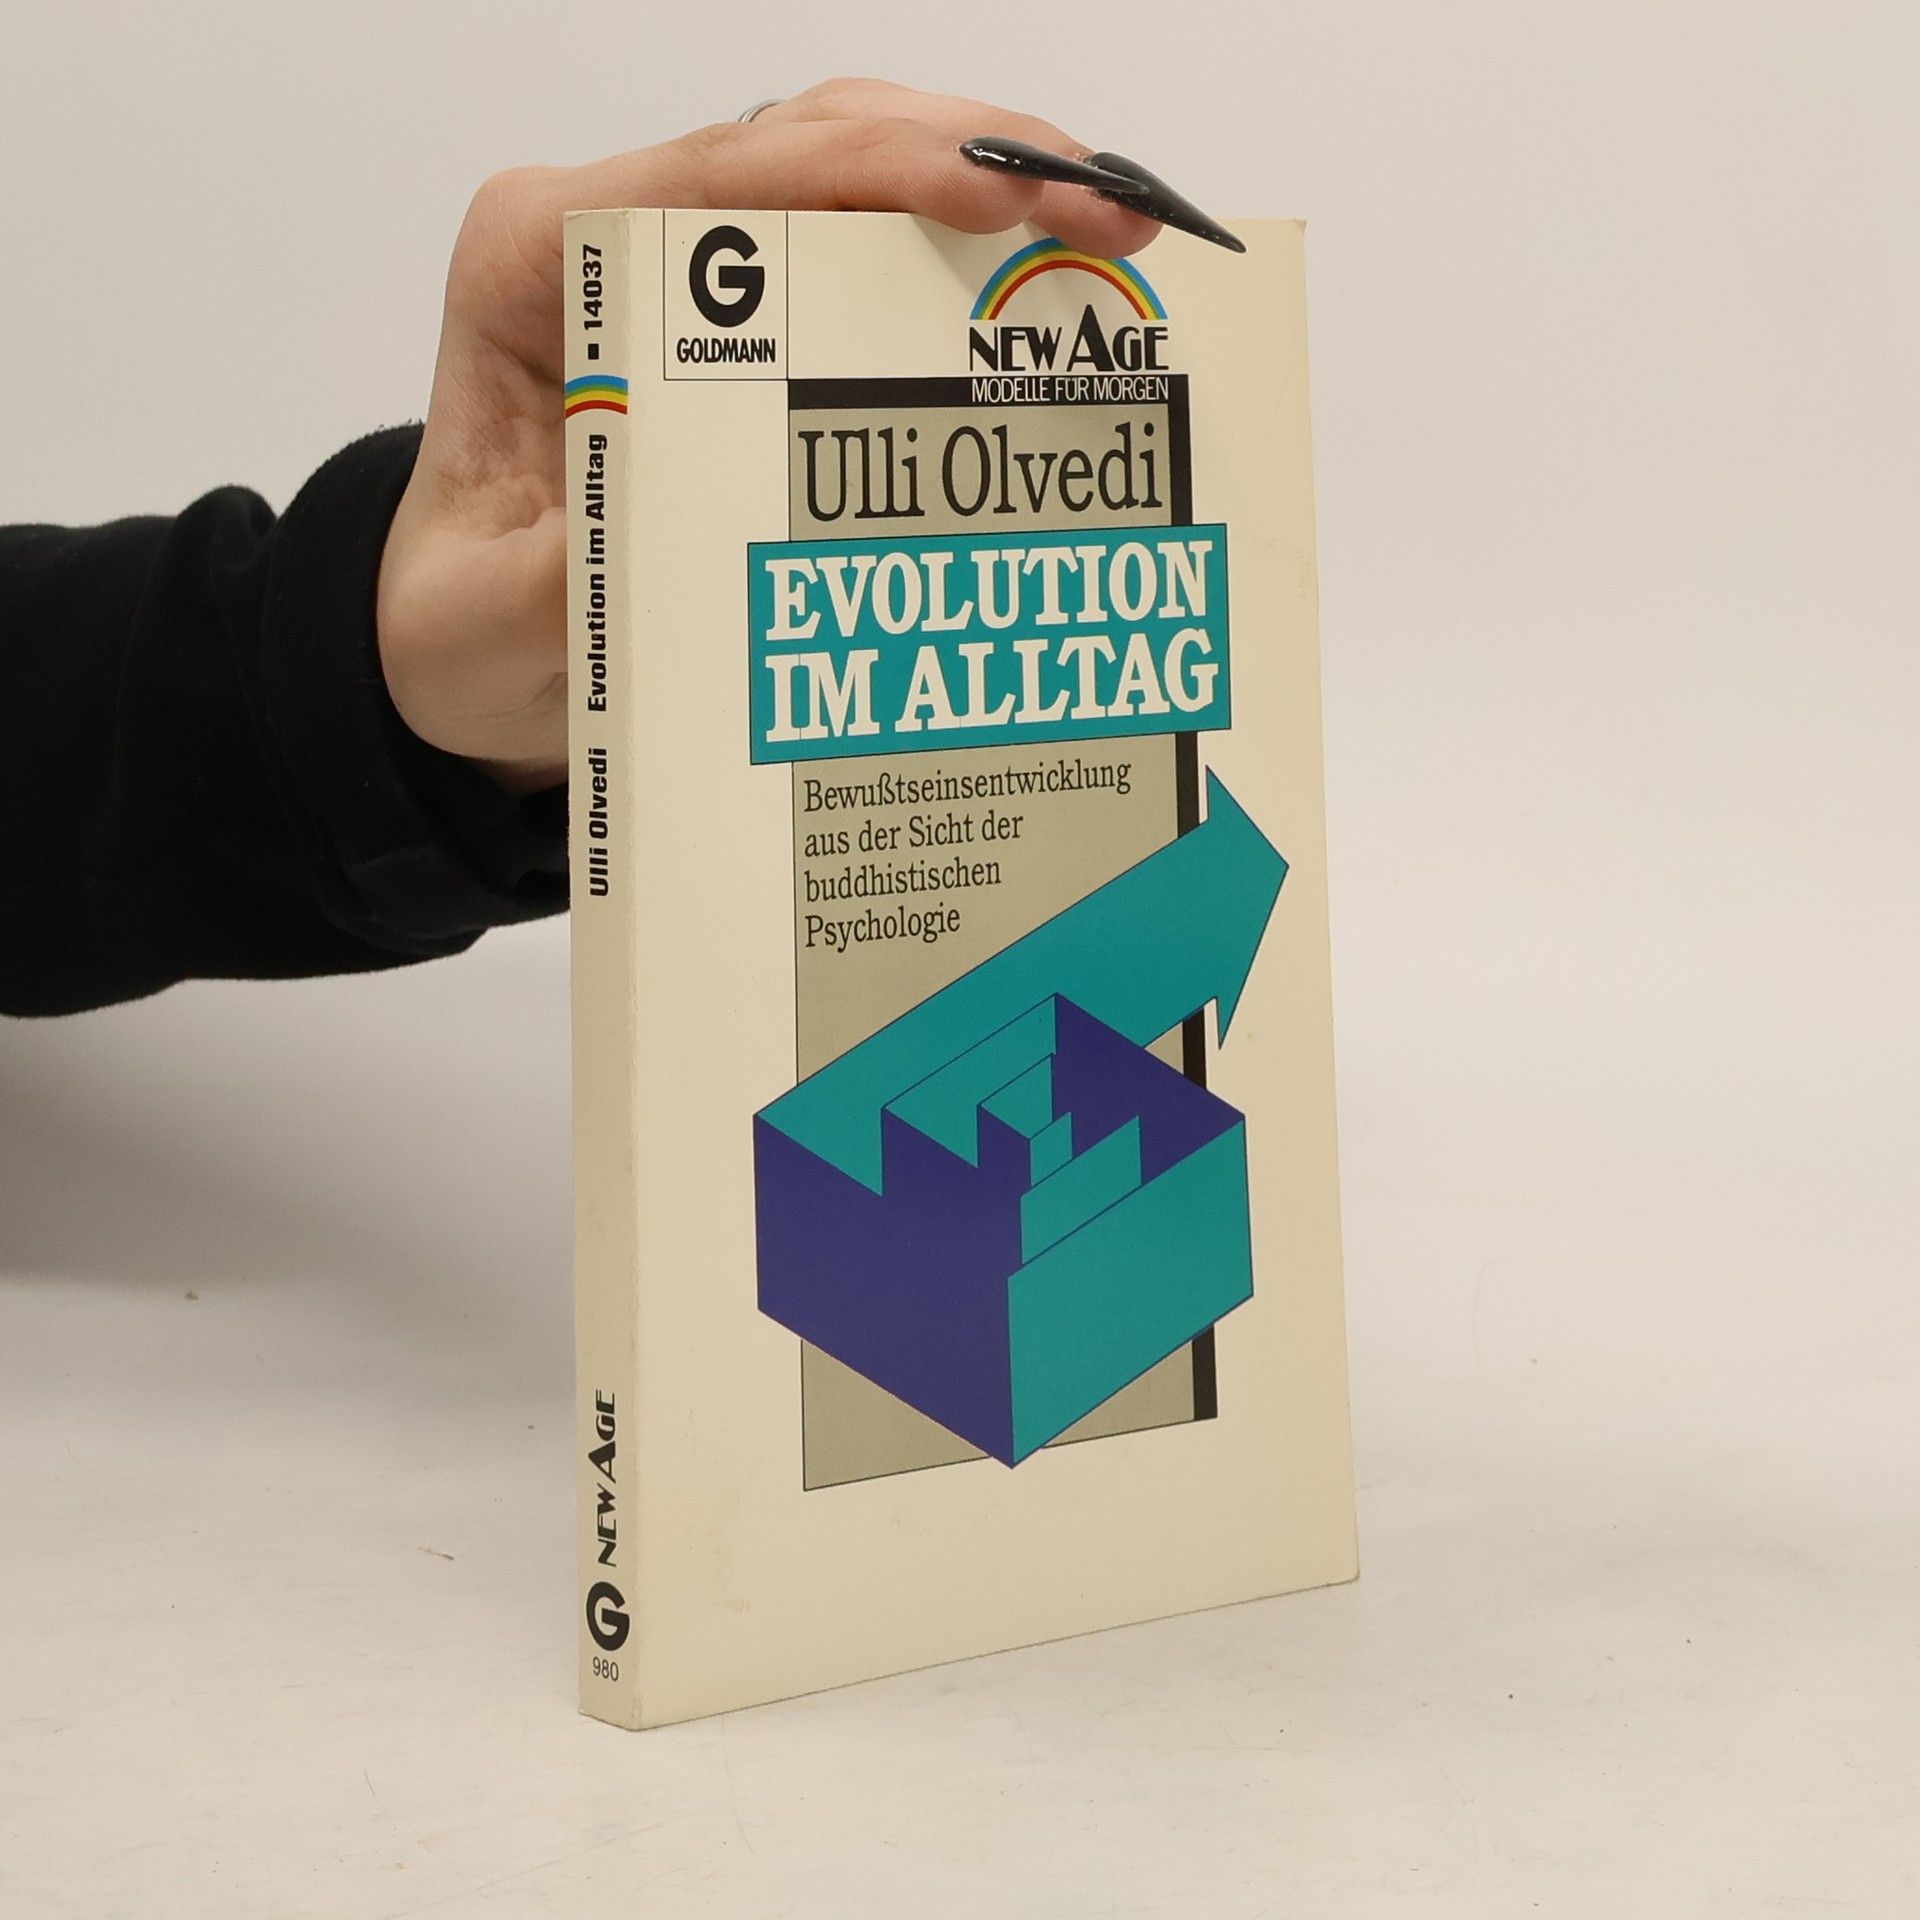 G
GOLDMANN
NEW AGE
MODELLE FÜR MORGEN
Ulli Olvedi
EVOLUTION
IM ALLTAG
Bewußtseinsentwicklung
aus der Sicht der
buddhistischen
Psychologie
Ulli Olvedi Evolution im Alltag ■ 14037
G NEW AGE
980